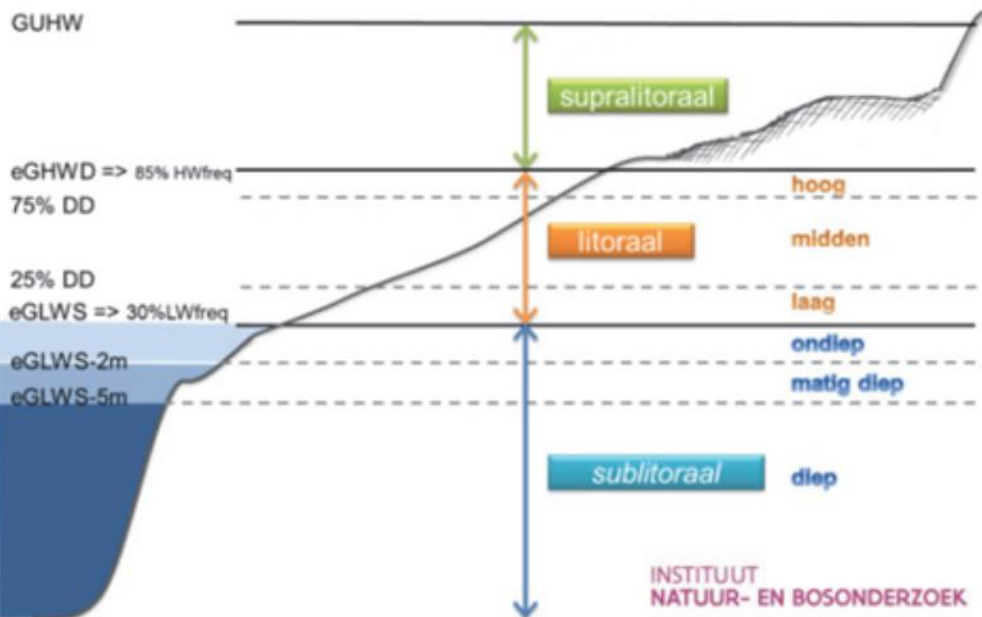 GUHW
supralitoraal
eGHWD => 85% HWfreq
hoog
75% DD
litoraal
midden
25% DD
laag
eGLWS => 30%LWfreq
ondiep
eGLWS-2m
matig diep
eGLWS-5m
sublitoraal
diep
INSTITUUT
NATUUR- EN BOSONDERZOEK